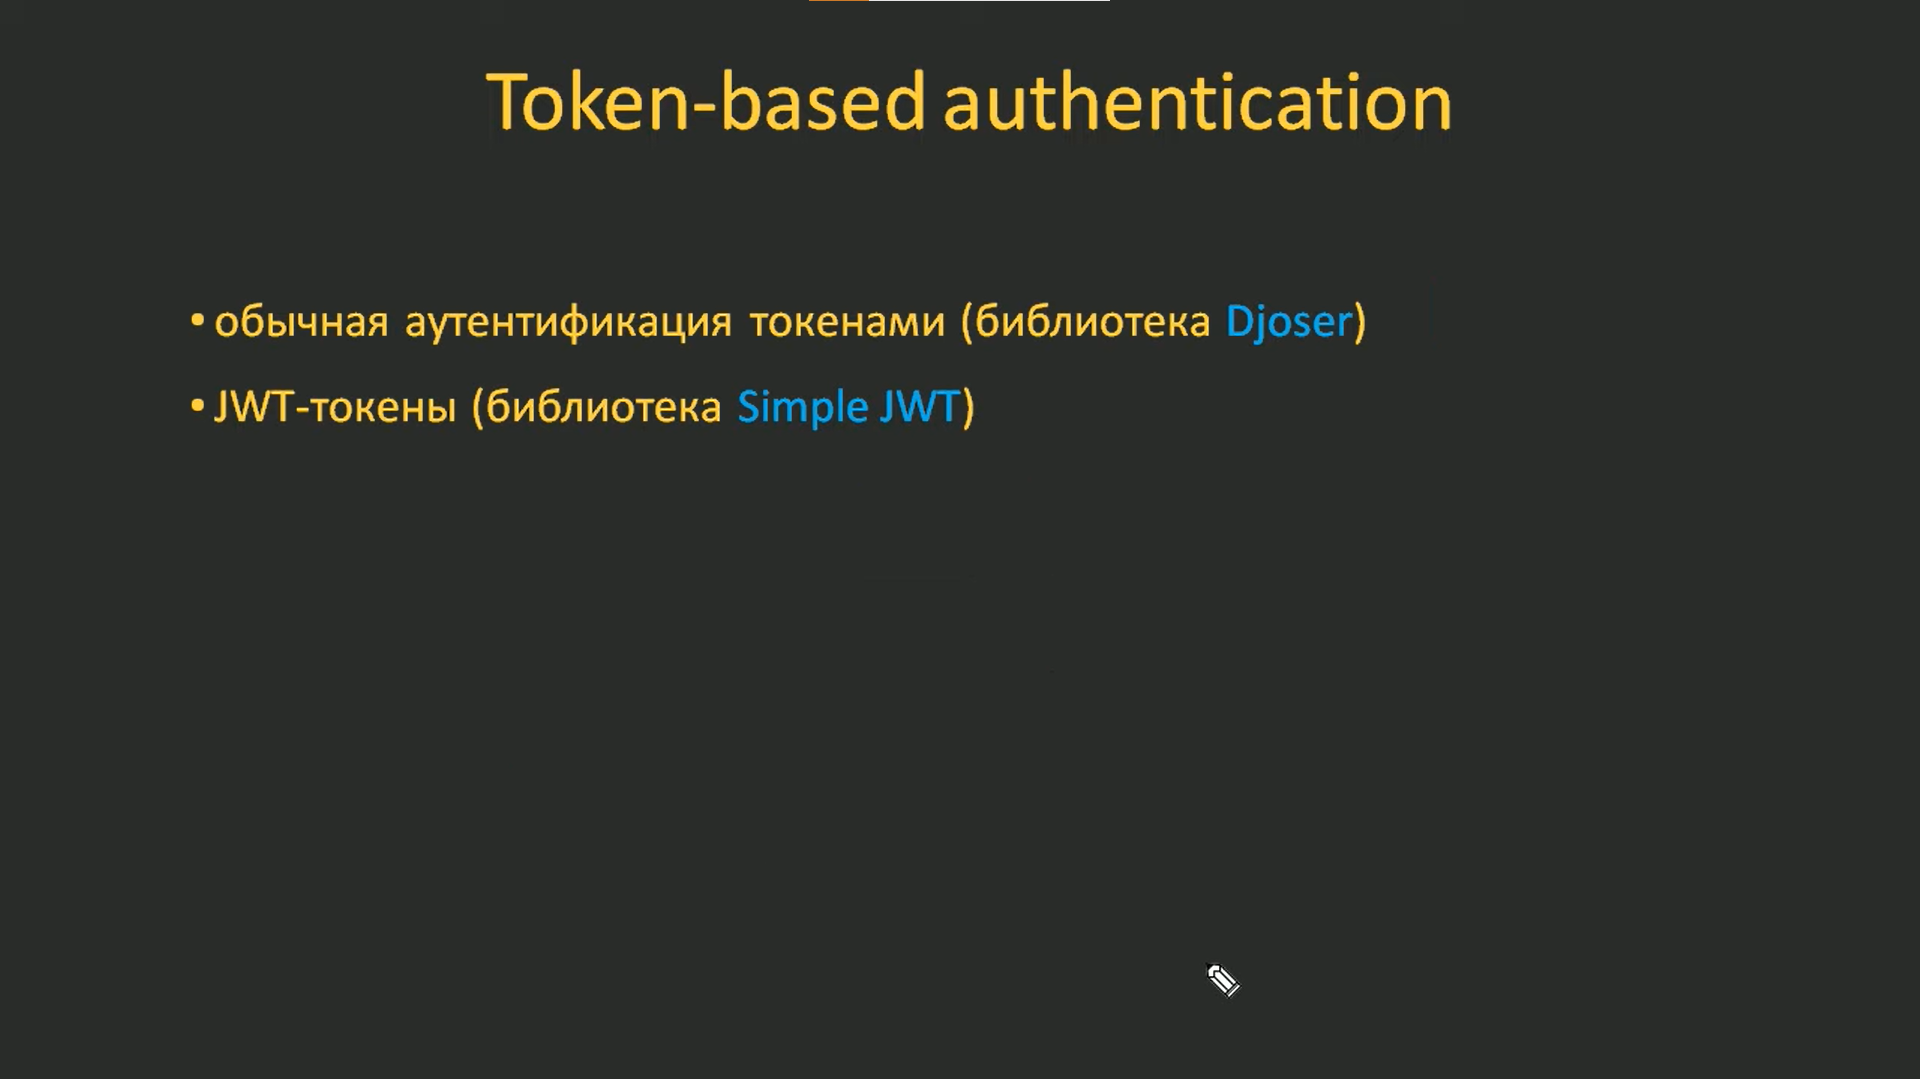 Token-based authentication
• обычная аутентификация токенами (библиотека Djoser)
• JWT-токены (библиотека Simple JWT)